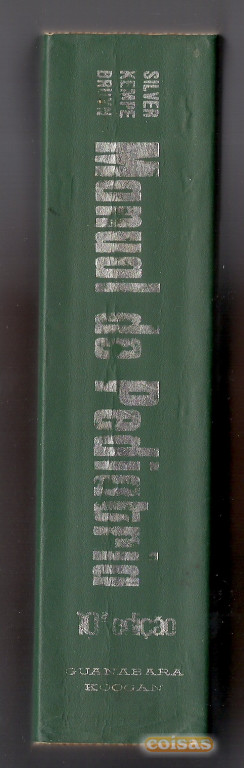 SILVER
KEMPE
BRUYN
Manual de Pediatria
10ª edição
GUANABARA
KOOGAN
coisas